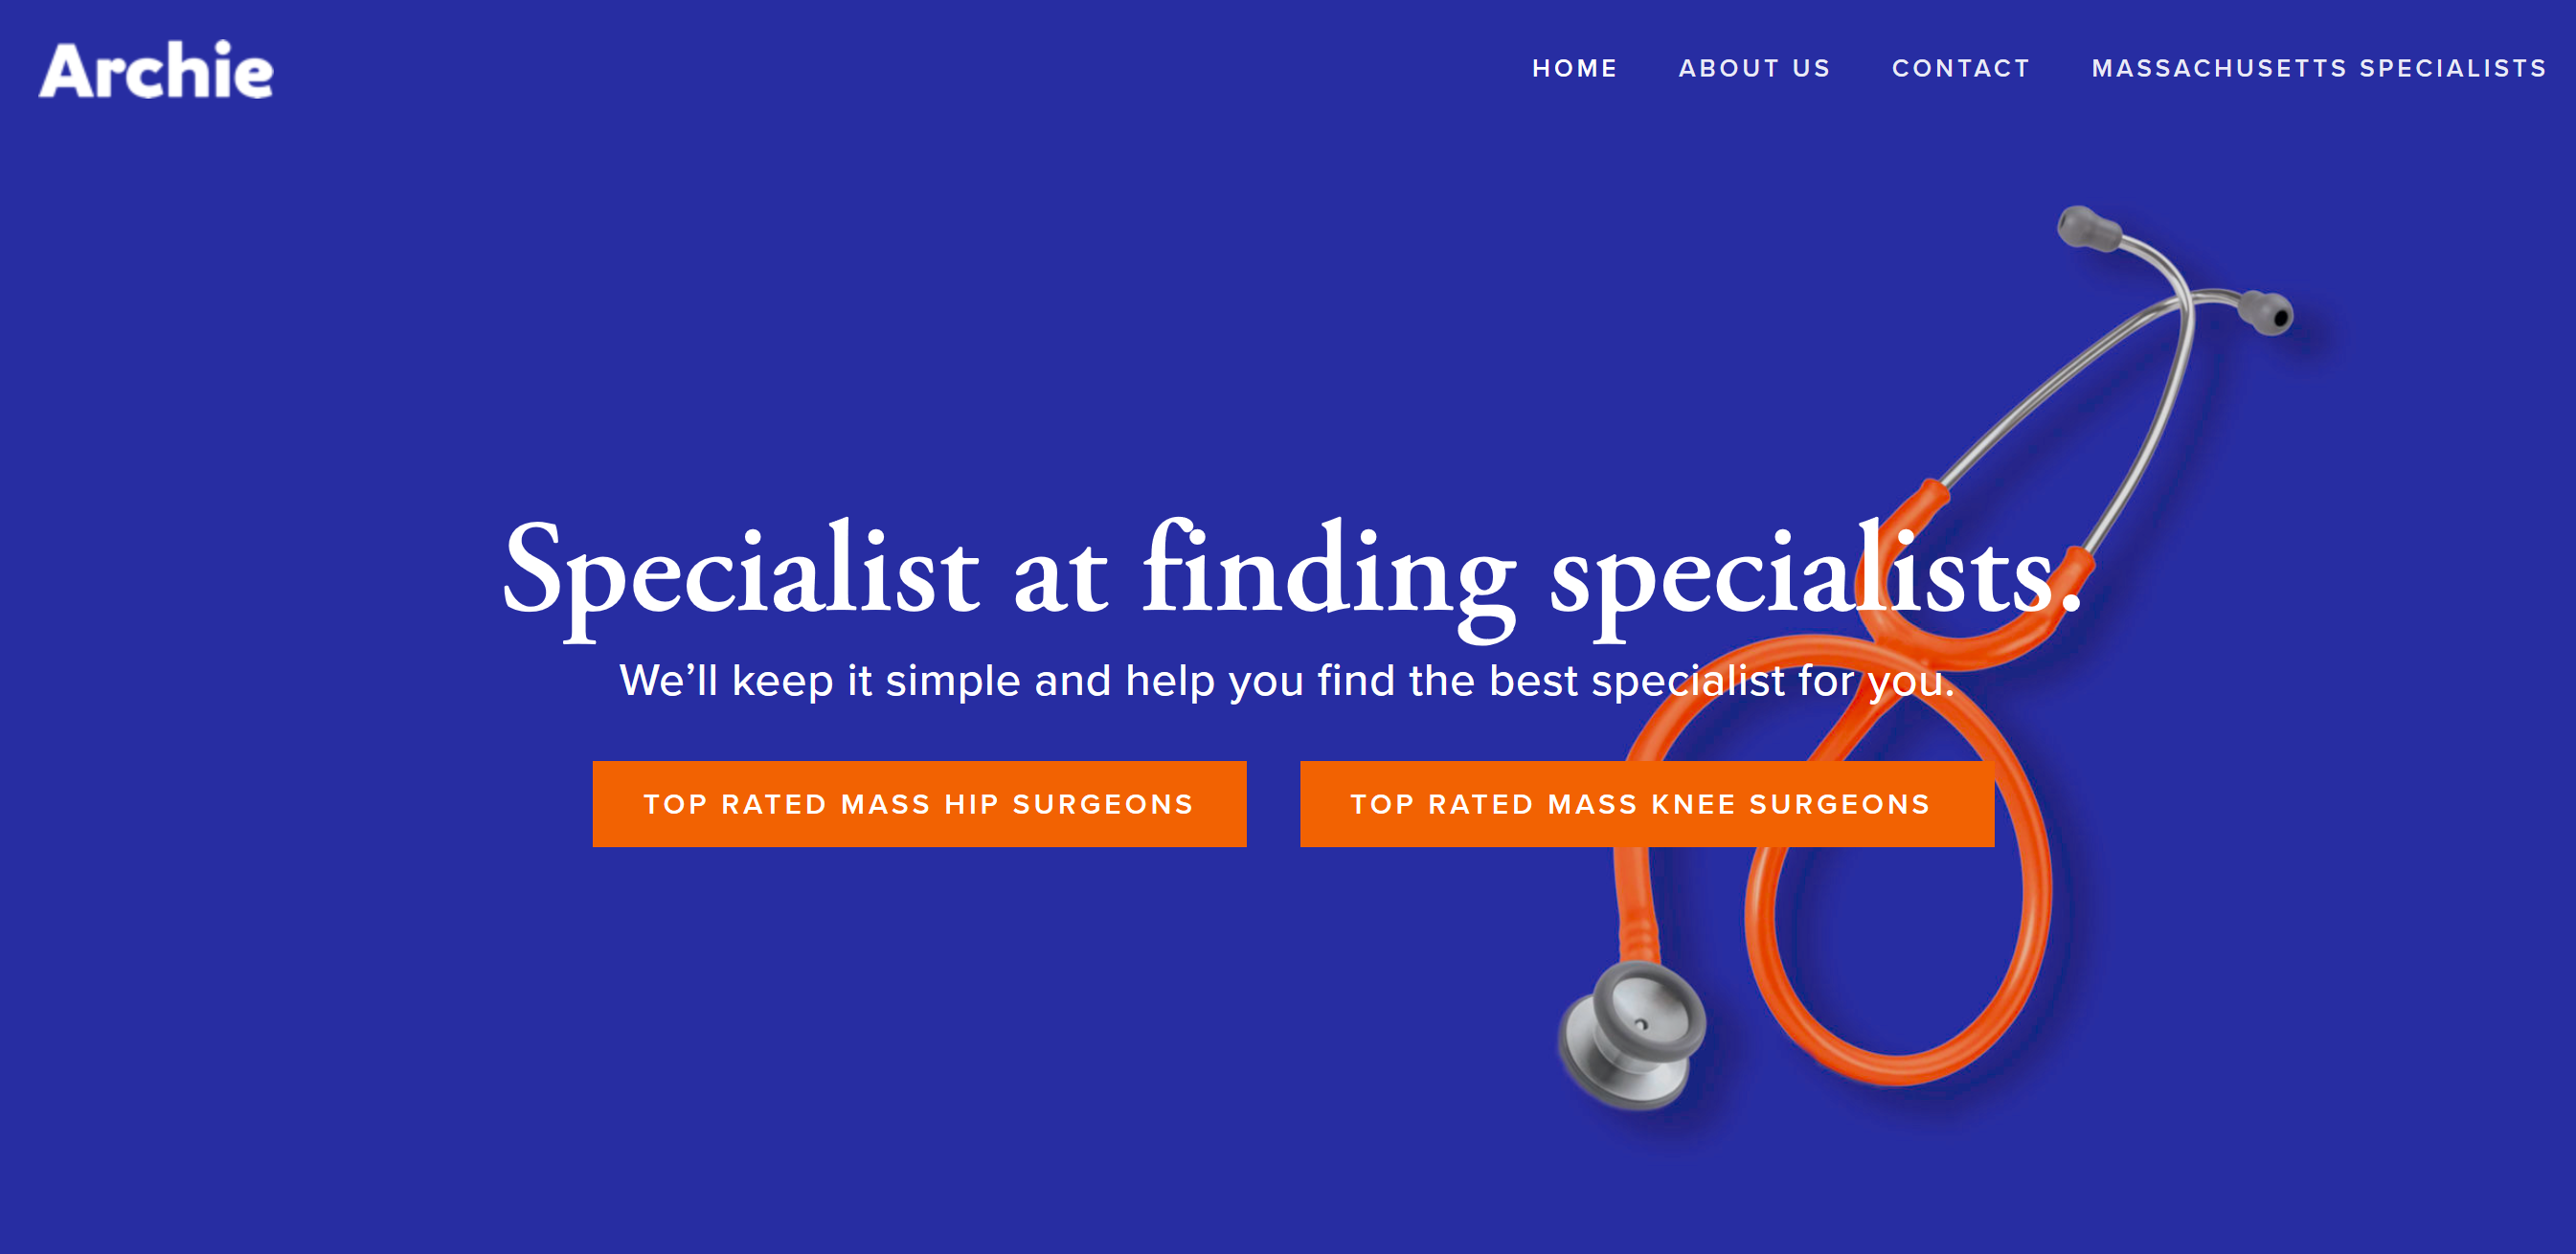 Archie
HOME ABOUT US CONTACT MASSACHUSETTS SPECIALISTS
Specialist at finding specialists.
We’ll keep it simple and help you find the best specialist for you.
TOP RATED MASS HIP SURGEONS TOP RATED MASS KNEE SURGEONS